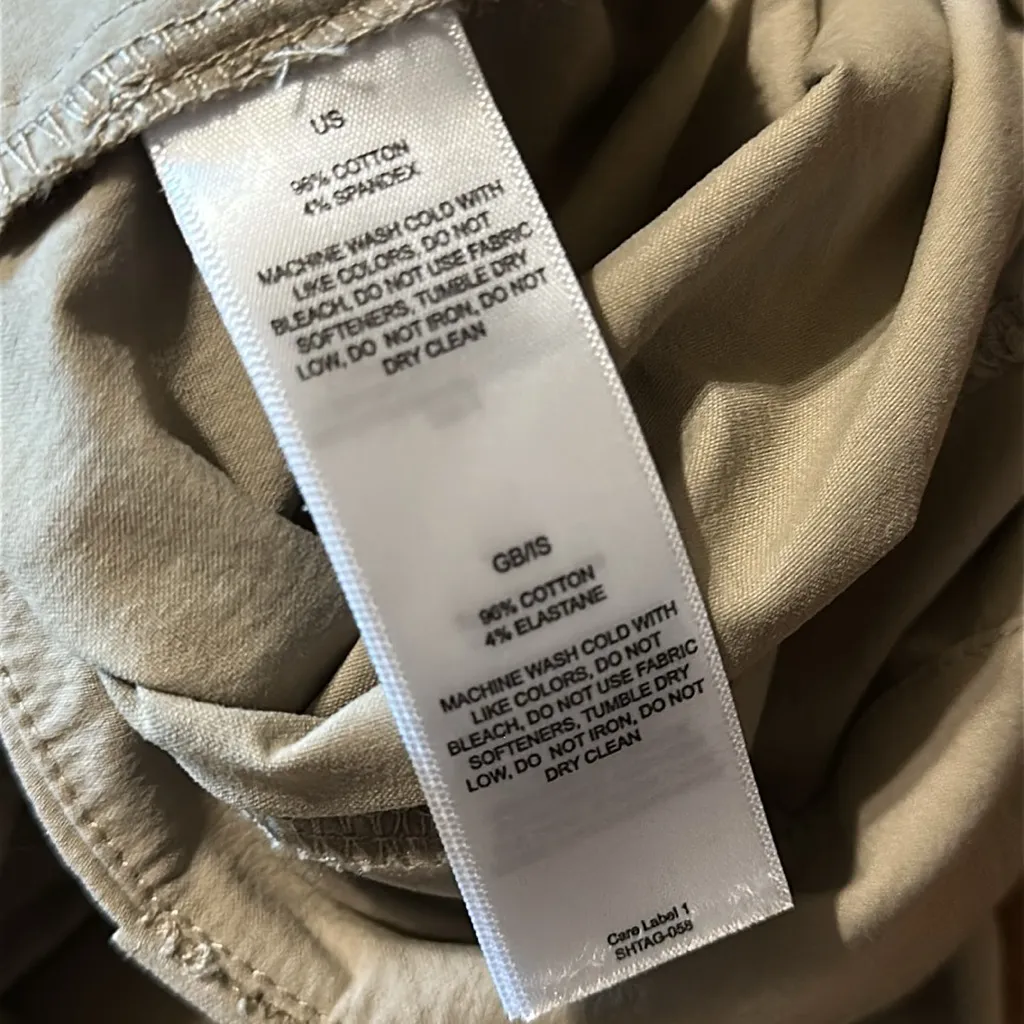 US
96% COTTON
4% SPANDEX
MACHINE WASH COLD WITH
LIKE COLORS, DO NOT
BLEACH, DO NOT USE FABRIC
SOFTENERS, TUMBLE DRY
LOW, DO NOT IRON, DO NOT
DRY CLEAN
GB/IS
96% COTTON
4% ELASTANE
MACHINE WASH COLD WITH
LIKE COLORS, DO NOT
BLEACH, DO NOT USE FABRIC
SOFTENERS, TUMBLE DRY
LOW, DO NOT IRON, DO NOT
DRY CLEAN
Care Label 1
SHTAG-058